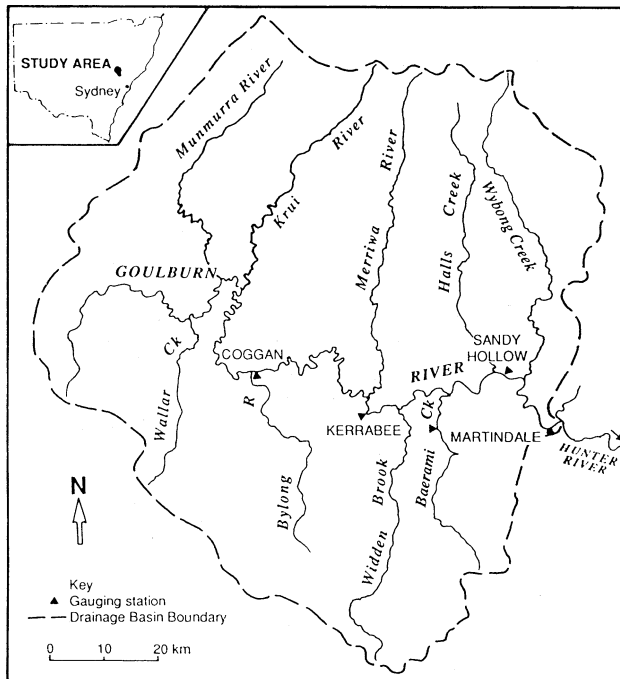 STUDY AREA
Sydney
Munmurra River
Krui River
Merriwa River
Halls Creek
Wybong Creek
GOULBURN RIVER
Wallar Ck
COGGAN
SANDY
HOLLOW
KERRABEE
MARTINDALE
HUNTER
RIVER
Bylong R
Widden Brook
Baerami Ck
N
Key
Gauging station
Drainage Basin Boundary
0 10 20 km